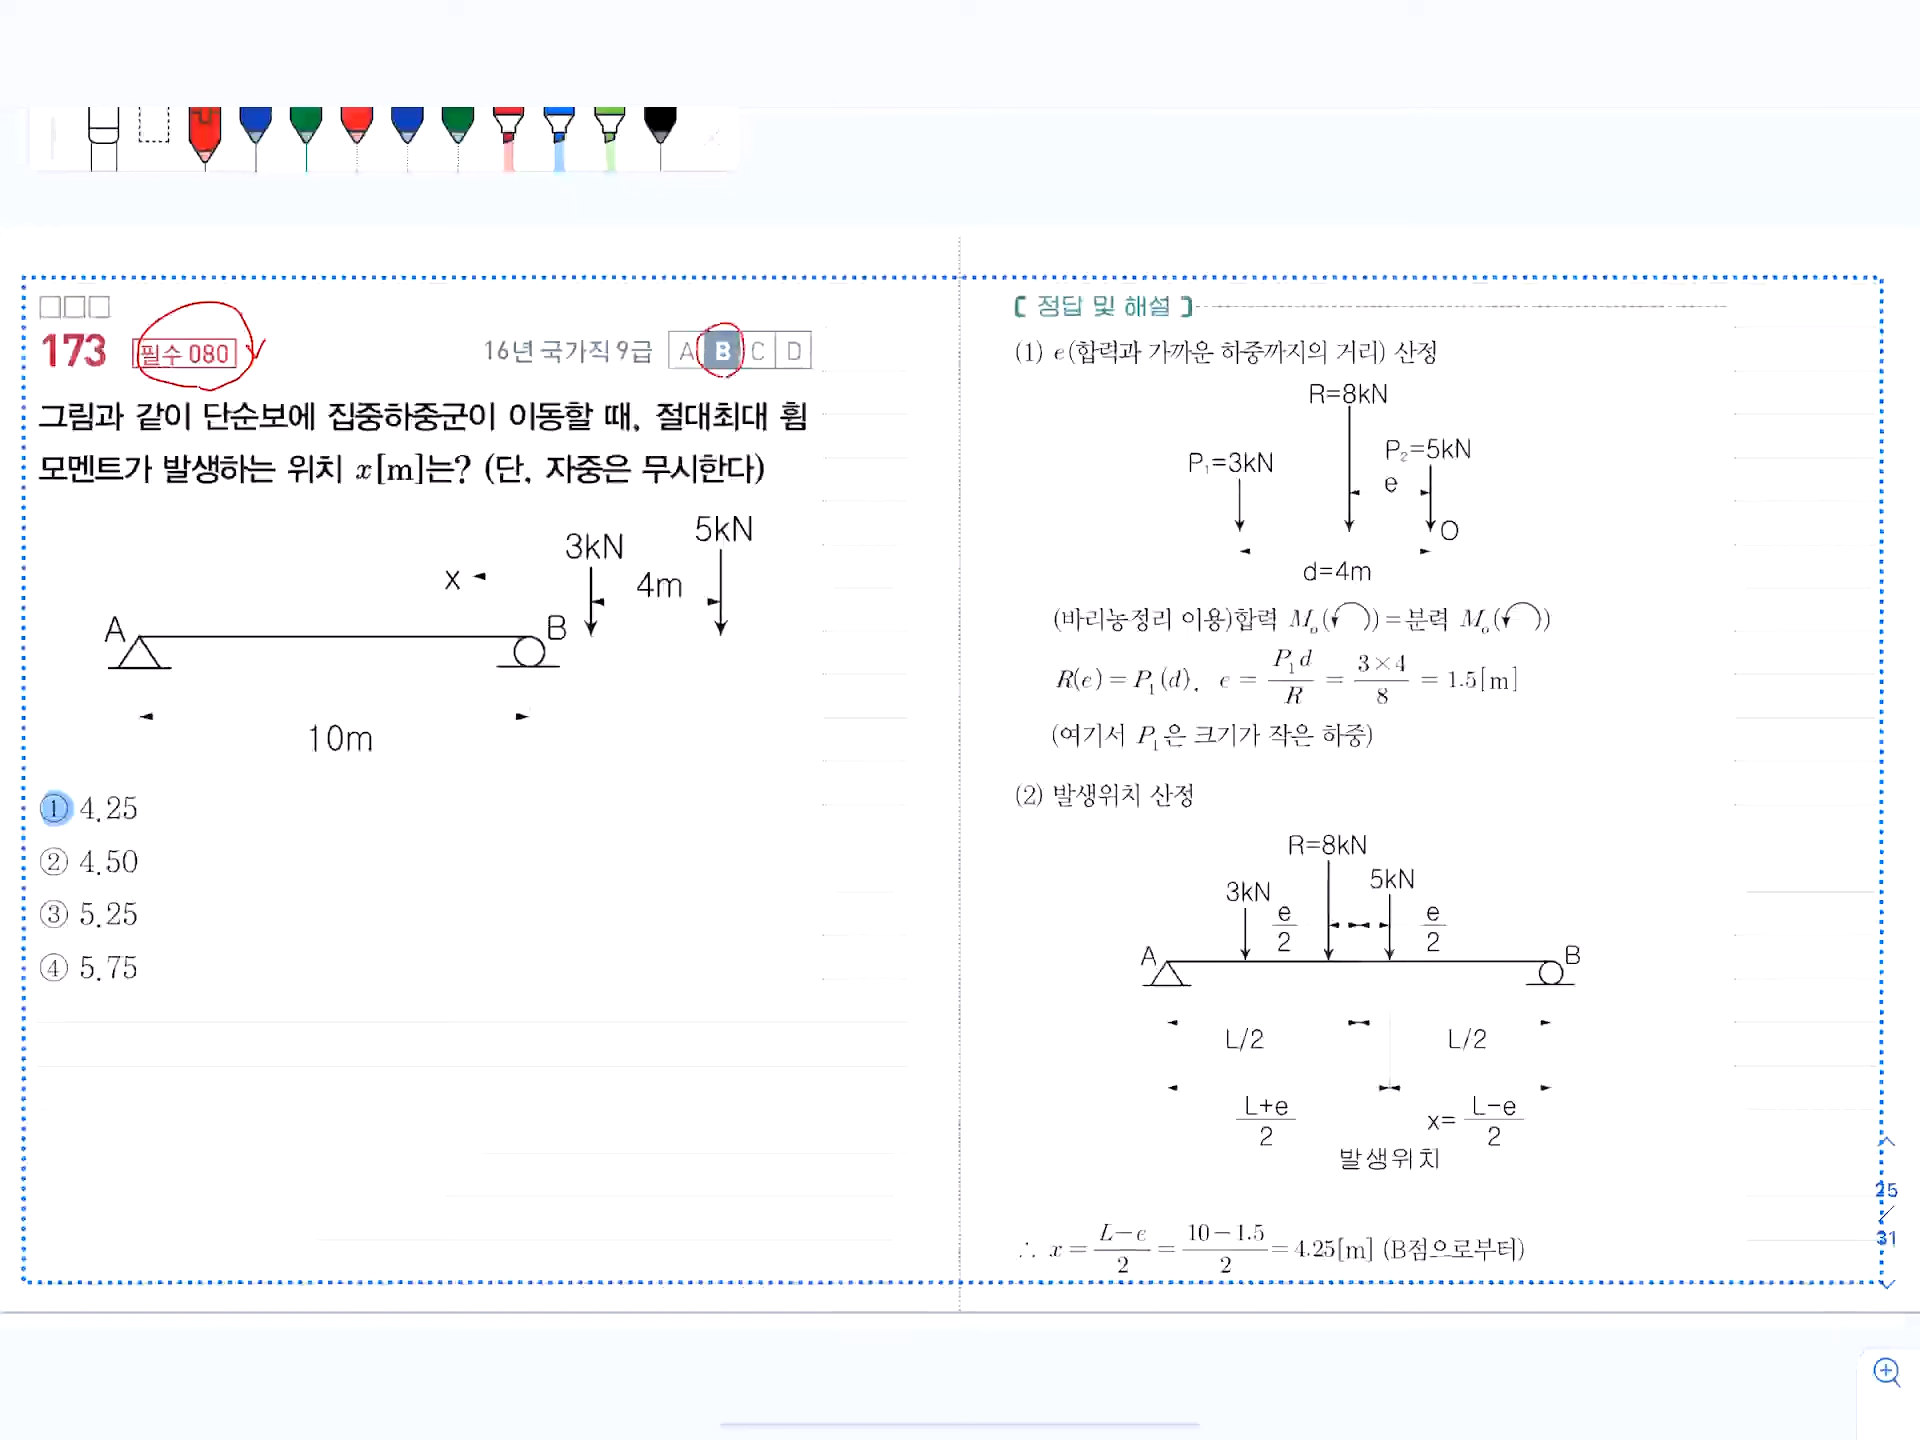 173 필수 080 16년 국가직 9급 A B C D
그림과 같이 단순보에 집중하중군이 이동할 때, 절대최대 휨
모멘트가 발생하는 위치 x[m]는? (단, 자중은 무시한다)
5kN
3kN
x 4m
A B
10m
① 4.25
② 4.50
③ 5.25
④ 5.75
[ 정답 및 해설 ]
(1) e(합력과 가까운 하중까지의 거리) 산정
R=8kN
P₂=5kN
P₁=3kN
e
O
d=4m
(바리농정리 이용)합력 Mₒ(↶)=분력 Mₒ(↶)
R(e)=P₁(d), e = P₁d/R = 3×4/8 = 1.5[m]
(여기서 P₁은 크기가 작은 하중)
(2) 발생위치 산정
R=8kN
3kN 5kN
e/2 e/2
A B
L/2 L/2
L+e/2 x= L-e/2
발생위치
∴ x = L-e/2 = 10-1.5/2 = 4.25[m] (B점으로부터)
25
/
31